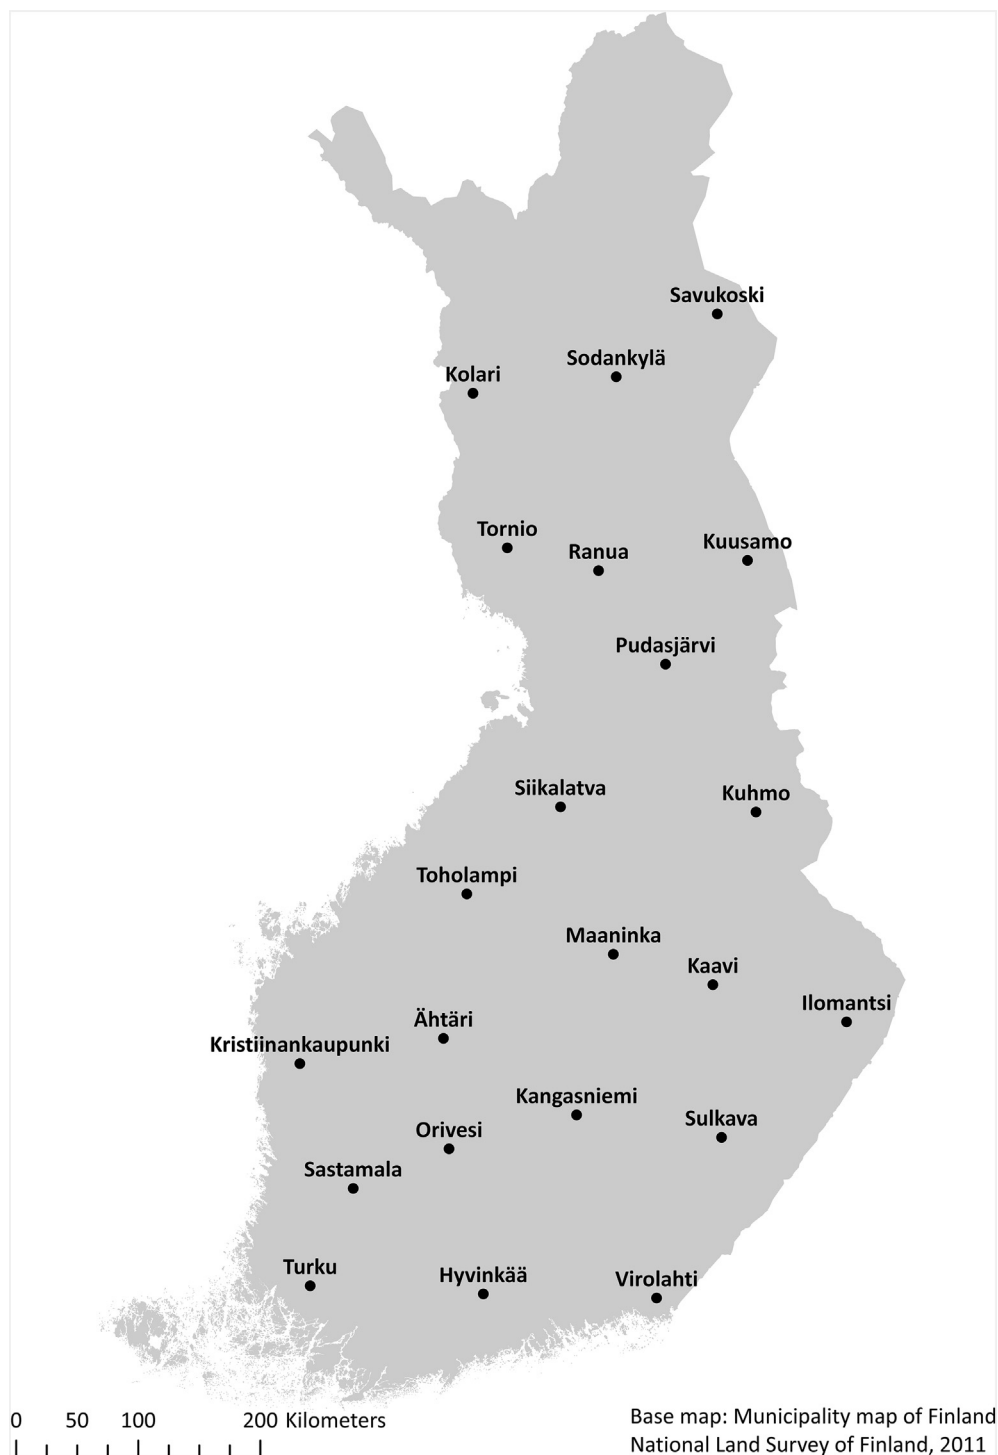 Savukoski
Sodankylä
Kolari
Tornio
Ranua
Kuusamo
Pudasjärvi
Siikalatva
Kuhmo
Toholampi
Maaninka
Kaavi
Ilomantsi
Ähtäri
Kristiinankaupunki
Kangasniemi
Sulkava
Orivesi
Sastamala
Turku
Hyvinkää
Virolahti
0 50 100 200 Kilometers
Base map: Municipality map of Finland
National Land Survey of Finland, 2011